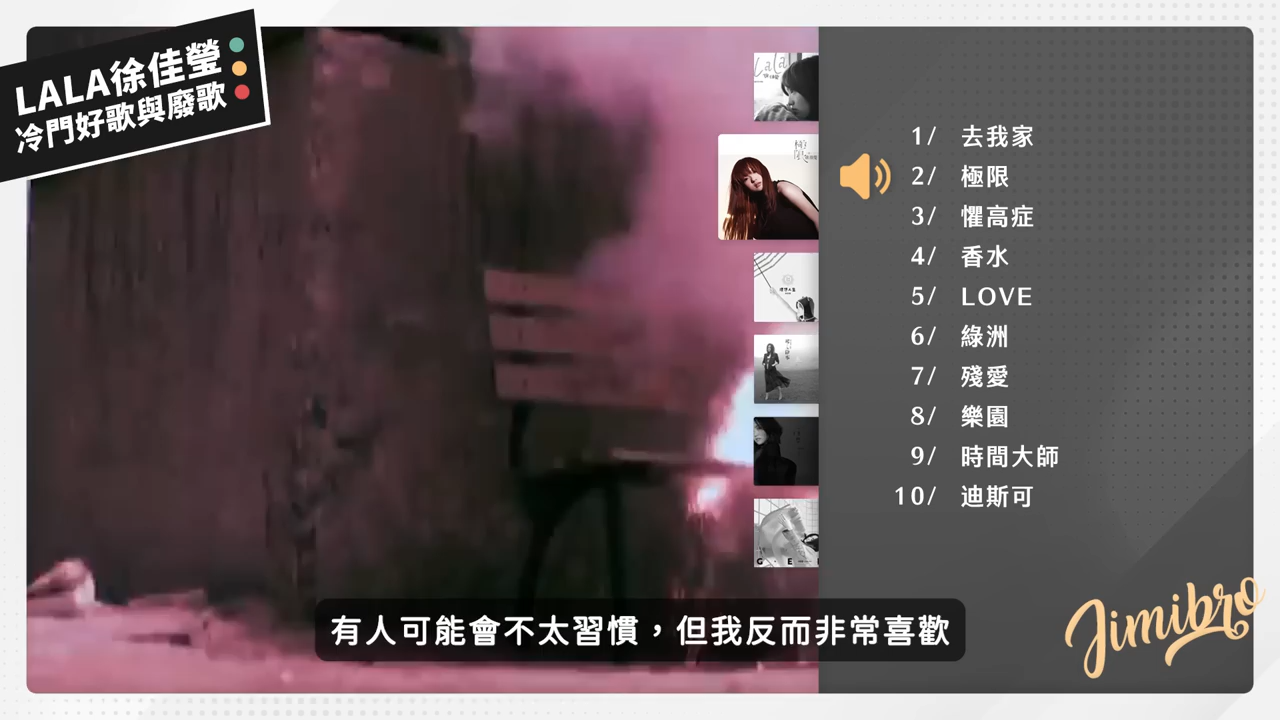 LALA徐佳瑩
冷門好歌與廢歌
1/ 去我家
2/ 極限
3/ 懼高症
4/ 香水
5/ LOVE
6/ 綠洲
7/ 殘愛
8/ 樂園
9/ 時間大師
10/ 迪斯可
有人可能會不太習慣，但我反而非常喜歡
Jimibro